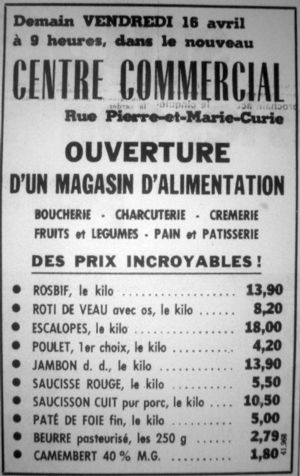 Demain VENDREDI 16 avril
à 9 heures, dans le nouveau
CENTRE COMMERCIAL
Rue Pierre-et-Marie-Curie
OUVERTURE
D'UN MAGASIN D'ALIMENTATION
BOUCHERIE - CHARCUTERIE - CREMERIE
FRUITS et LEGUMES - PAIN et PATISSERIE
DES PRIX INCROYABLES !
● ROSBIF, le kilo .............. 13,90
● ROTI DE VEAU avec os, le kilo ...... 8,20
● ESCALOPES, le kilo ............ 18,00
● POULET, 1er choix, le kilo ......... 4,20
● JAMBON d. d., le kilo .......... 13,90
● SAUCISSE ROUGE, le kilo ......... 5,50
● SAUCISSON CUIT pur porc, le kilo .. 10,50
● PATÉ DE FOIE fin, le kilo ......... 5,00
● BEURRE pasteurisé, les 250 g ...... 2,79
● CAMEMBERT 40 % M.G. ......... 1,80